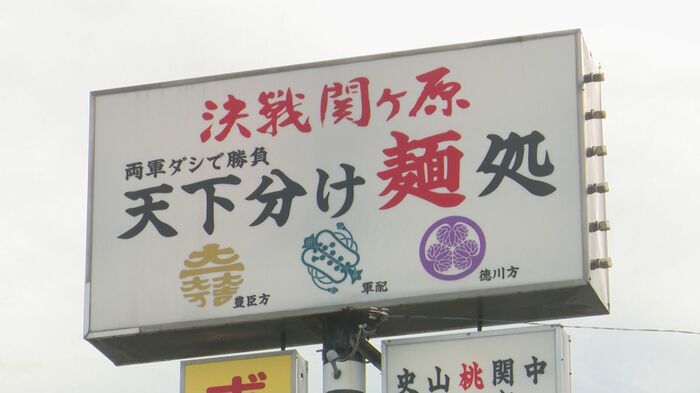 決戦関ヶ原
両軍ダシで勝負
天下分け麺処
豊臣方
軍配
徳川方
史山桃関中